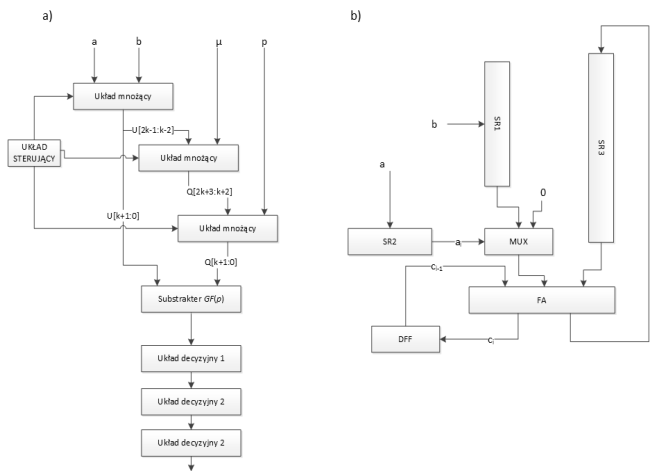 a)
a b μ p
Układ mnożący
U[2k-1:k-2]
UKŁAD
STERUJĄCY
Układ mnożący
Q[2k+3:k+2]
U[k+1:0]
Układ mnożący
Q[k+1:0]
Substrakter GF(p)
Układ decyzyjny 1
Układ decyzyjny 2
Układ decyzyjny 2
b)
b
SR1
SR3
a
0
SR2
ai
MUX
ci-1
FA
DFF
ci